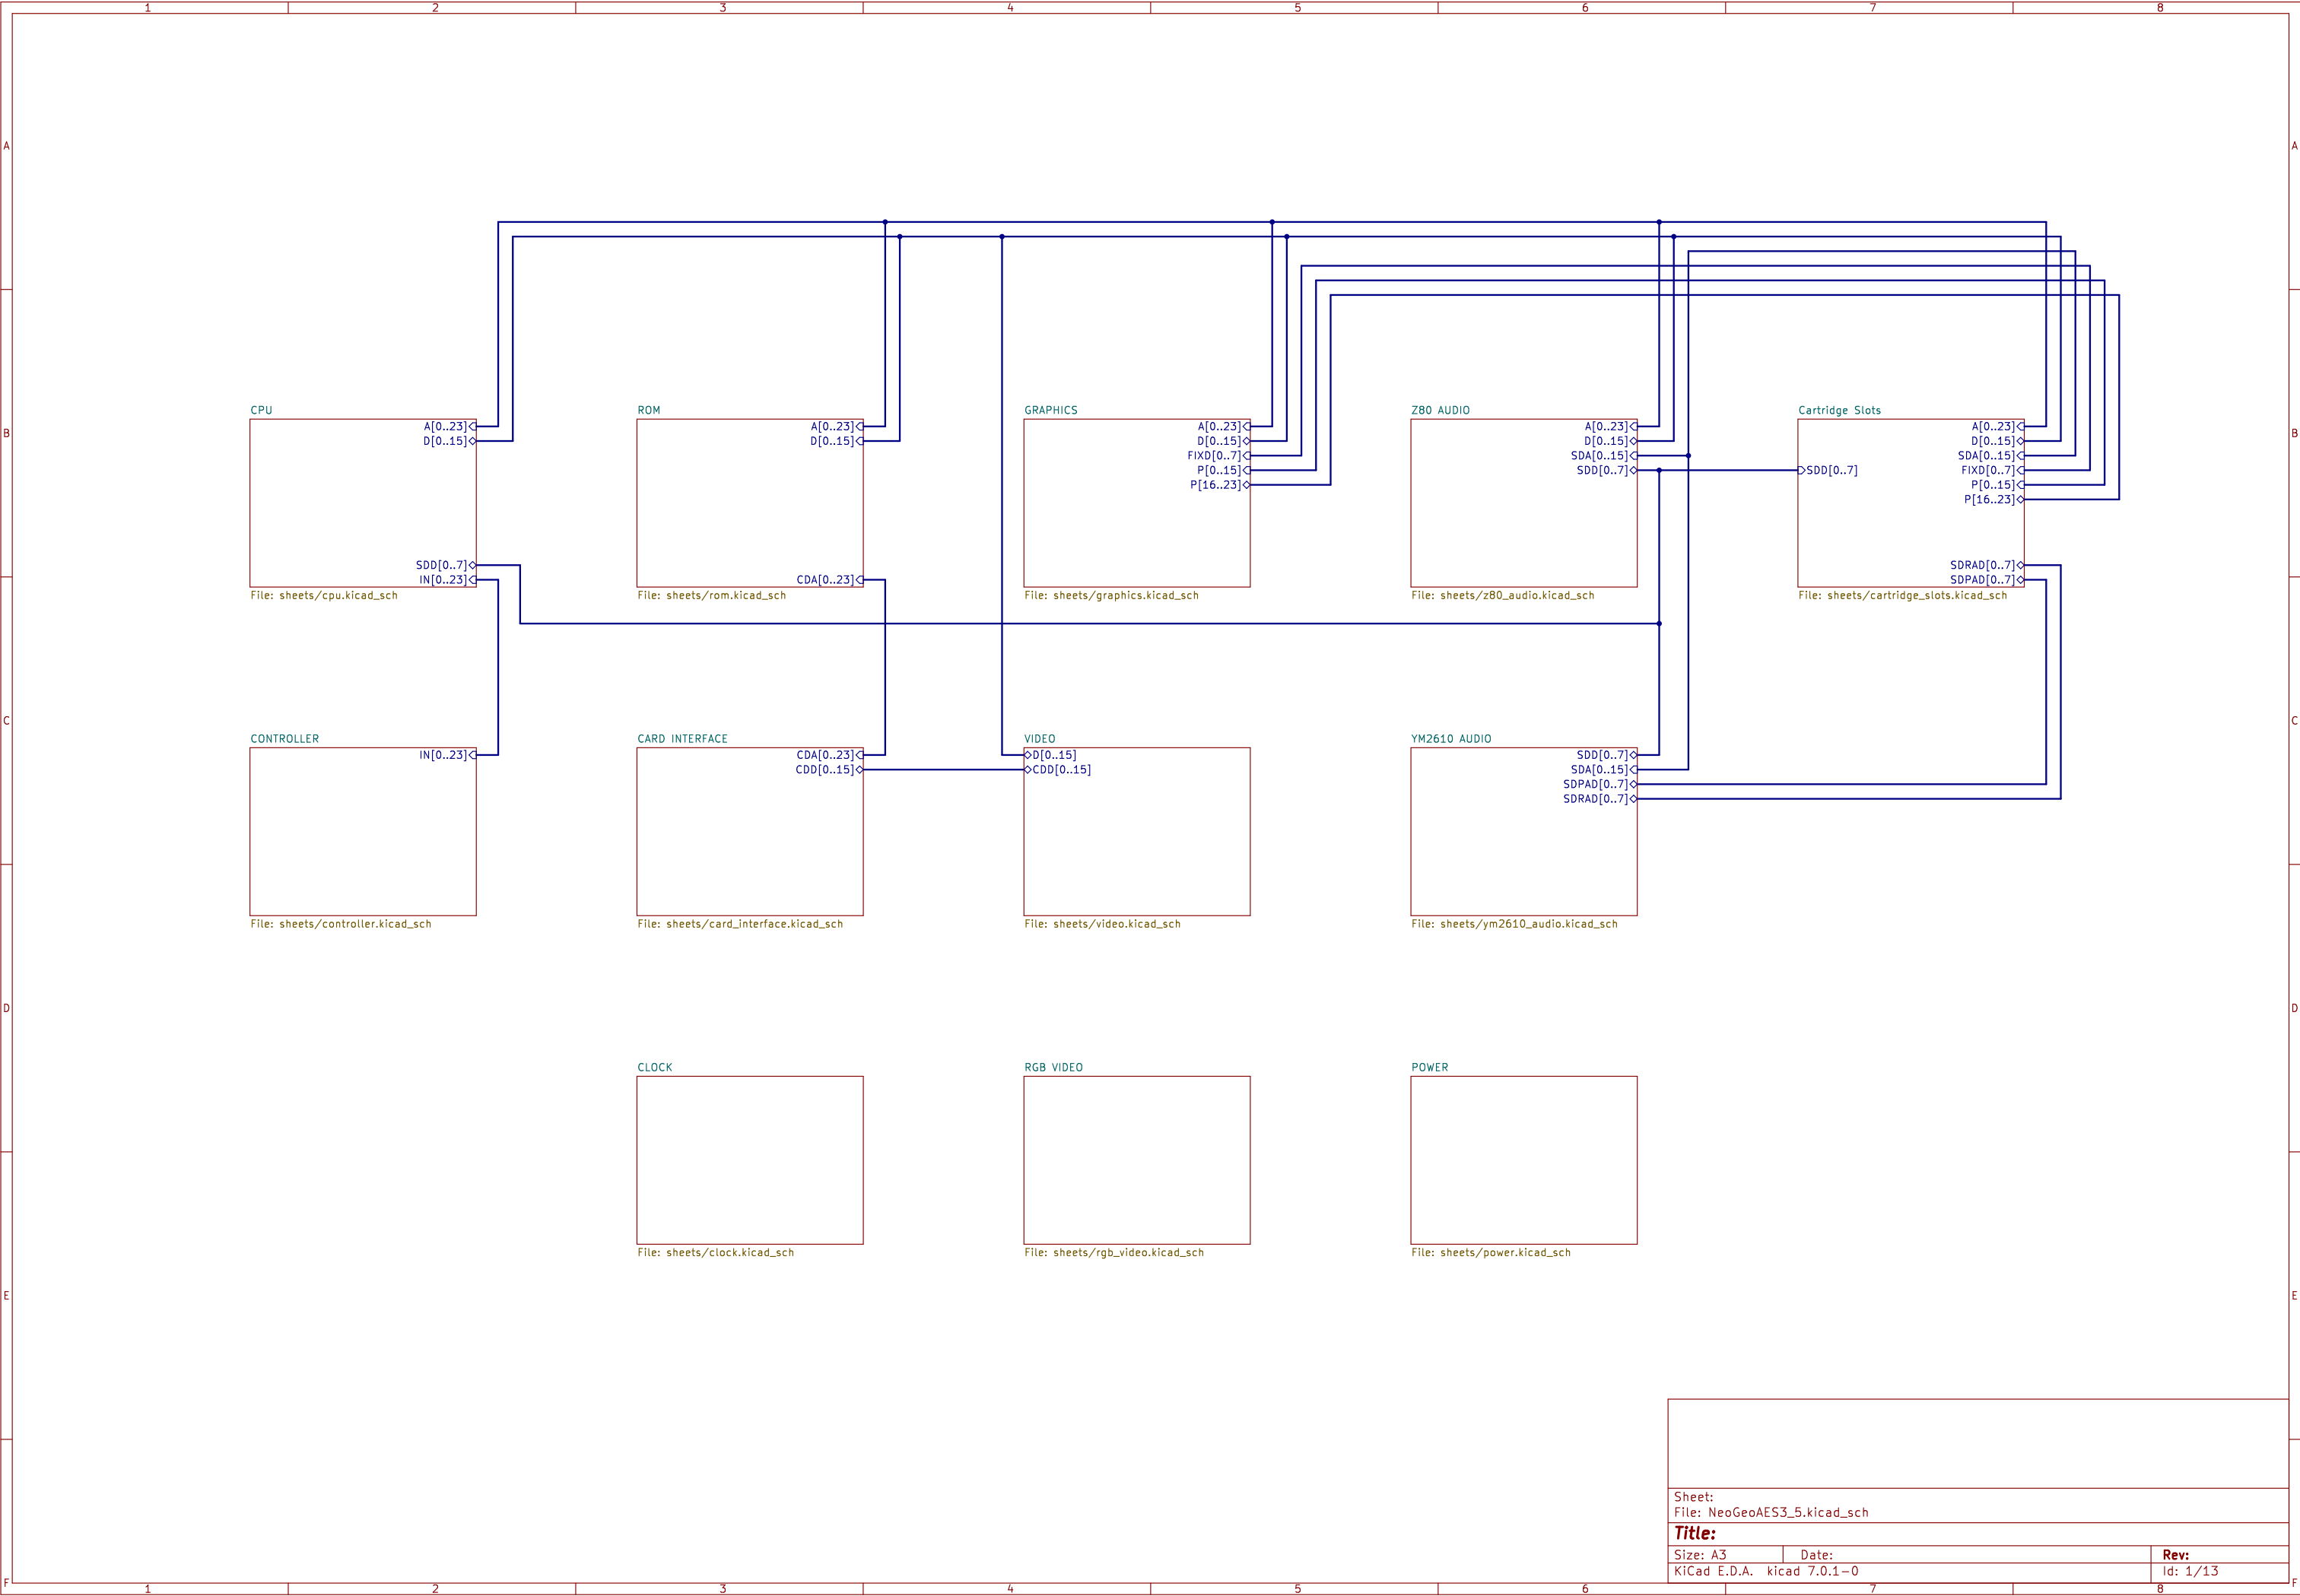 1 2 3 4 5 6 7 8
A A
CPU ROM GRAPHICS Z80 AUDIO Cartridge Slots
B B
A[0..23] A[0..23] A[0..23] A[0..23] A[0..23]
D[0..15] D[0..15] D[0..15] D[0..15] D[0..15]
FIXD[0..7] SDA[0..15] SDA[0..15]
P[0..15] SDD[0..7] SDD[0..7] FIXD[0..7]
P[16..23] P[0..15]
P[16..23]
SDD[0..7] SDRAD[0..7]
IN[0..23] CDA[0..23] SDPAD[0..7]
File: sheets/cpu.kicad_sch File: sheets/rom.kicad_sch File: sheets/graphics.kicad_sch File: sheets/z80_audio.kicad_sch File: sheets/cartridge_slots.kicad_sch
C C
CONTROLLER CARD INTERFACE VIDEO YM2610 AUDIO
IN[0..23] CDA[0..23] D[0..15] SDD[0..7]
CDD[0..15] CDD[0..15] SDA[0..15]
SDPAD[0..7]
SDRAD[0..7]
File: sheets/controller.kicad_sch File: sheets/card_interface.kicad_sch File: sheets/video.kicad_sch File: sheets/ym2610_audio.kicad_sch
D D
CLOCK RGB VIDEO POWER
File: sheets/clock.kicad_sch File: sheets/rgb_video.kicad_sch File: sheets/power.kicad_sch
E E
Sheet:
File: NeoGeoAES3_5.kicad_sch
Title:
Size: A3 Date: Rev:
KiCad E.D.A. kicad 7.0.1-0 Id: 1/13
F F
1 2 3 4 5 6 7 8